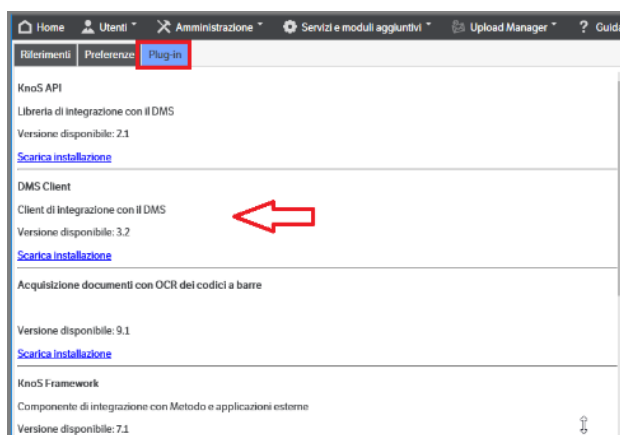 Home Utenti Amministrazione Servizi e moduli aggiuntivi Upload Manager ? Guida
Riferimenti Preferenze Plug-in
KnoS API
Libreria di integrazione con il DMS
Versione disponibile: 2.1
Scarica installazione
DMS Client
Client di integrazione con il DMS
Versione disponibile: 3.2
Scarica installazione
Acquisizione documenti con OCR dei codici a barre
Versione disponibile: 9.1
Scarica installazione
KnoS Framework
Componente di integrazione con Metodo e applicazioni esterne
Versione disponibile: 7.1